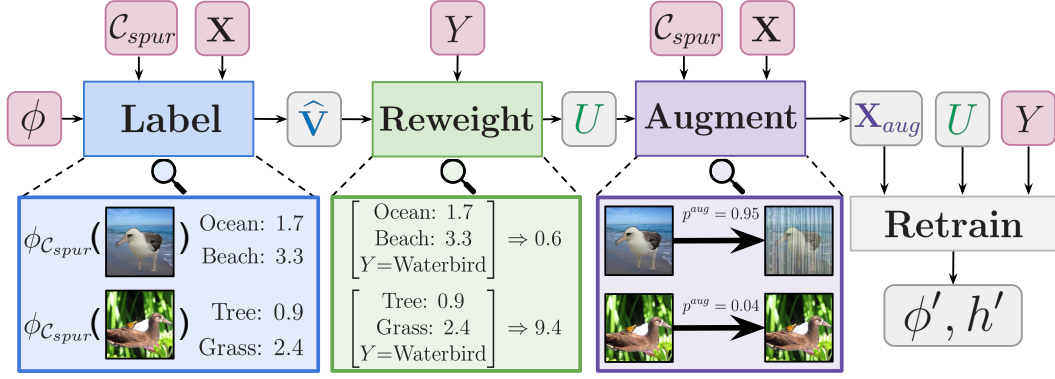 𝒞_spur X Y 𝒞_spur X
ϕ Label V̂ Reweight U Augment X_aug U Y
Retrain
ϕ′, h′
ϕ_𝒞_spur( ) Ocean: 1.7
Beach: 3.3
ϕ_𝒞_spur( ) Tree: 0.9
Grass: 2.4
[Ocean: 1.7
Beach: 3.3
Y=Waterbird] ⇒ 0.6
[Tree: 0.9
Grass: 2.4
Y=Waterbird] ⇒ 9.4
p^aug = 0.95
p^aug = 0.04